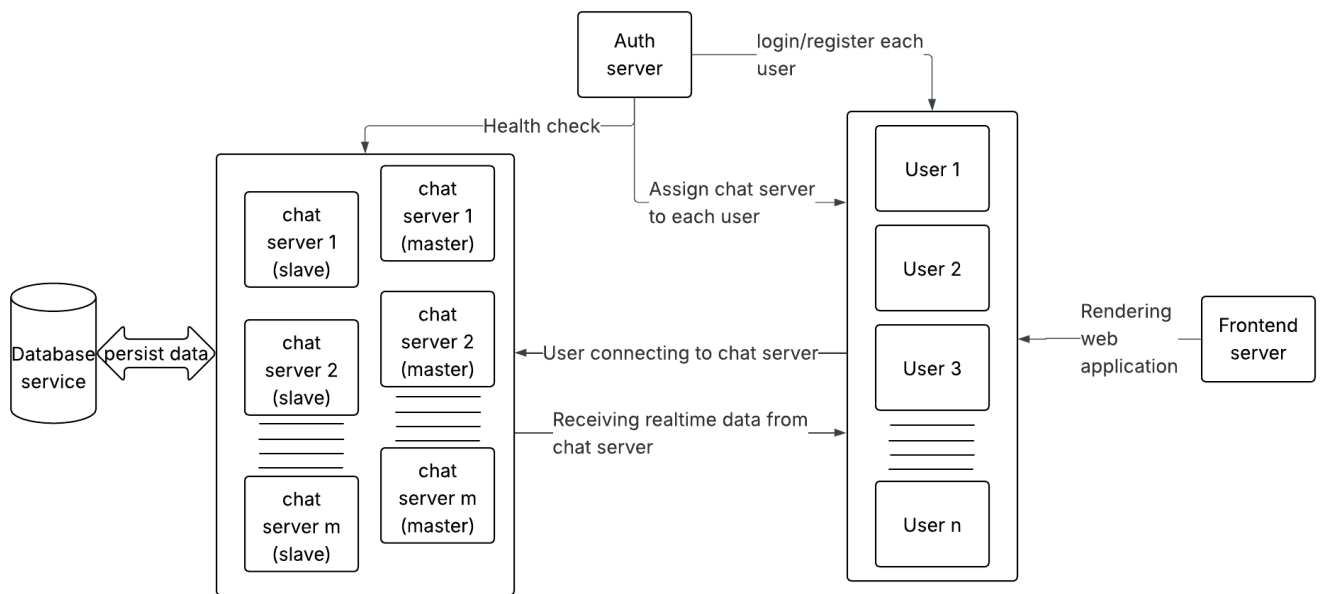 Auth
server
login/register each
user
Health check
Assign chat server
to each user
chat
server 1
(master)
chat
server 1
(slave)
chat
server 2
(master)
chat
server 2
(slave)
chat
server m
(master)
chat
server m
(slave)
Database
service
persist data
User connecting to chat server
Receiving realtime data from
chat server
User 1
User 2
User 3
User n
Rendering
web
application
Frontend
server